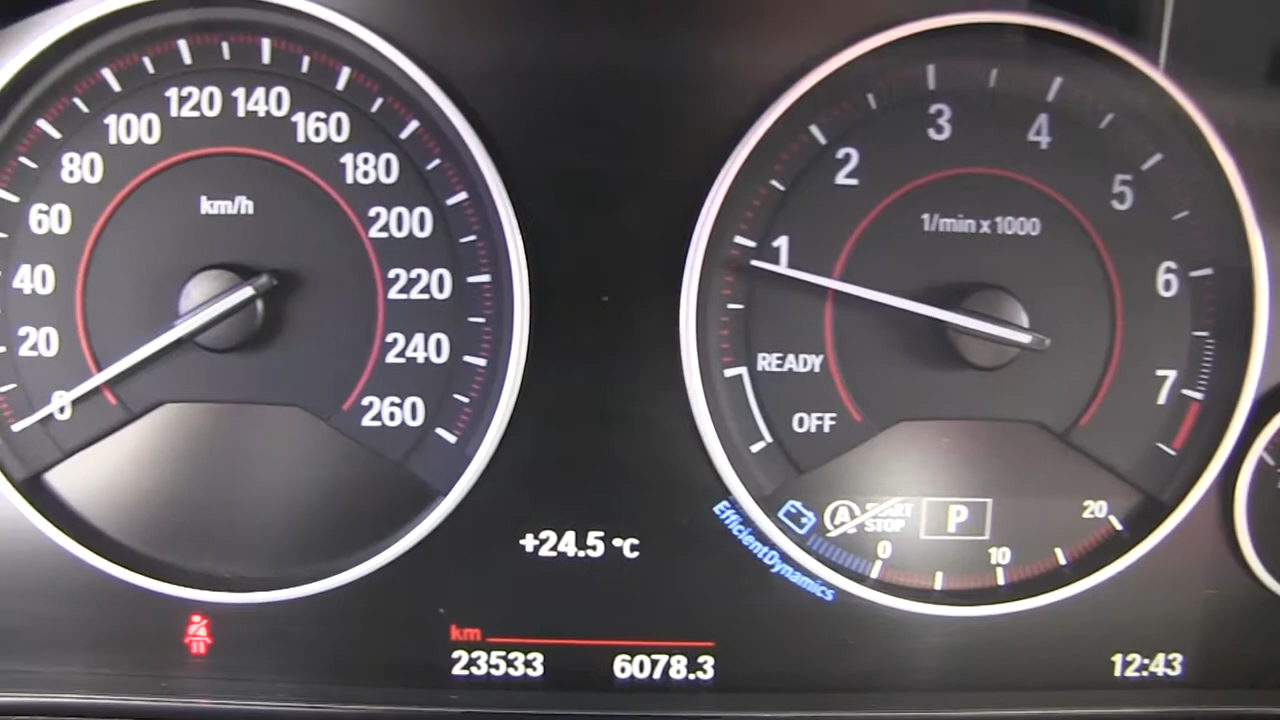 0
20
40
60
80
100
120
140
160
180
200
220
240
260
km/h
1
2
3
4
5
6
7
1/min x 1000
READY
OFF
A START STOP
P
0
10
20
EfficientDynamics
+24.5 °C
km
23533 6078.3
12:43